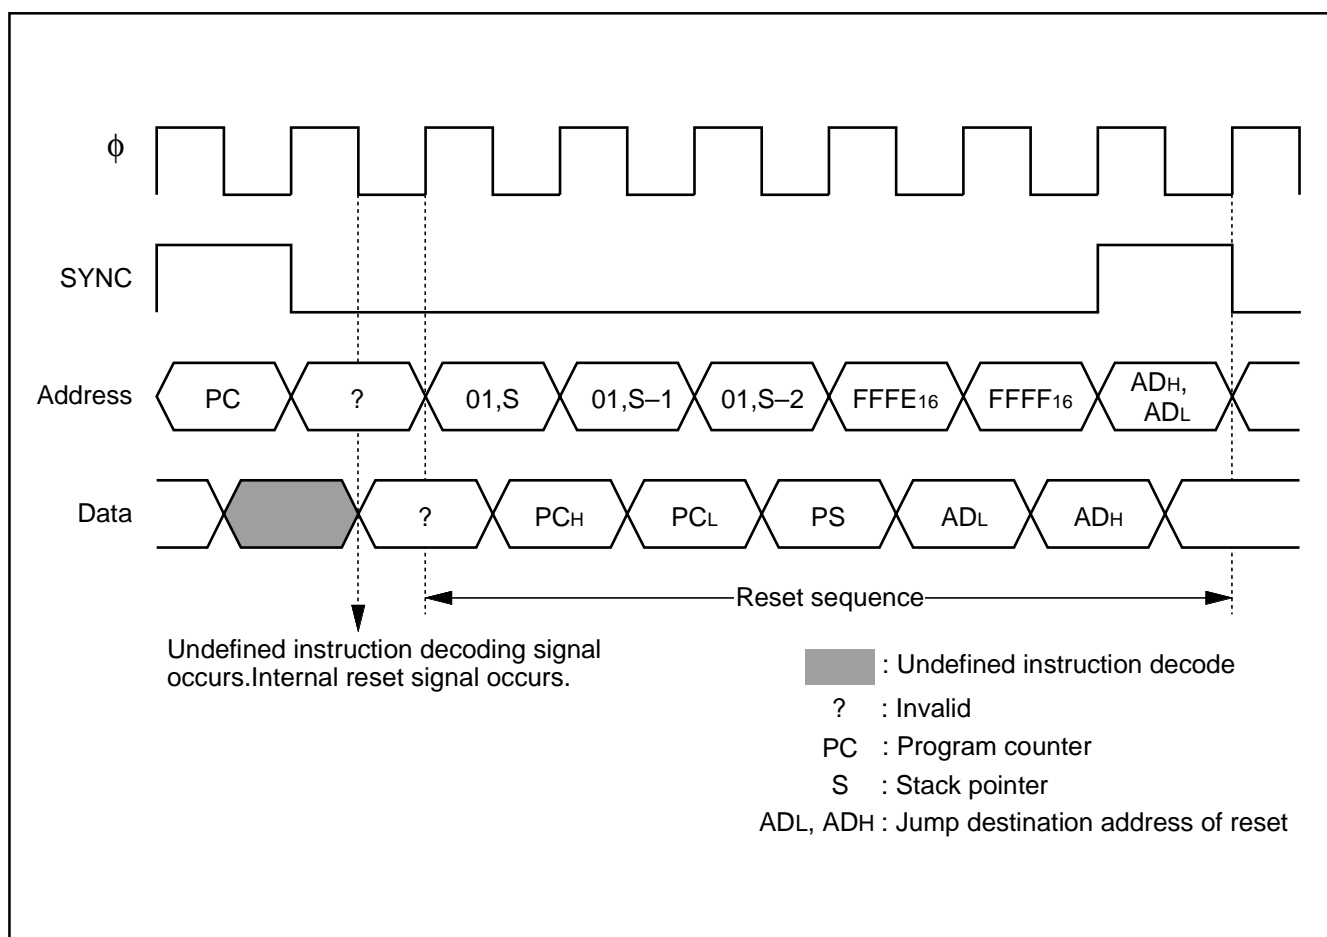 ϕ
SYNC
Address PC ? 01,S 01,S–1 01,S–2 FFFE16 FFFF16 ADH, ADL
Data ? PCH PCL PS ADL ADH
Reset sequence
Undefined instruction decoding signal
occurs.Internal reset signal occurs.
: Undefined instruction decode
? : Invalid
PC : Program counter
S : Stack pointer
ADL, ADH : Jump destination address of reset